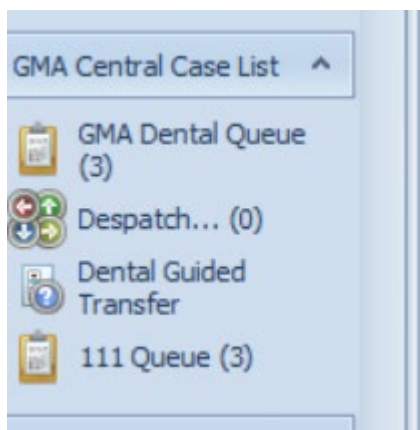 GMA Central Case List
GMA Dental Queue
(3)
Despatch... (0)
Dental Guided
Transfer
111 Queue (3)